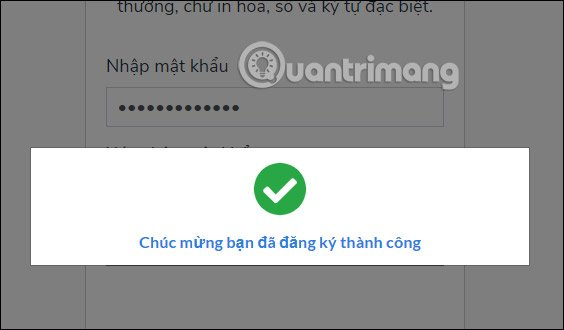 thường, chữ in hoa, số và ký tự đặc biệt.
Nhập mật khẩu
Quantrimang
•••••••••••••
Chúc mừng bạn đã đăng ký thành công